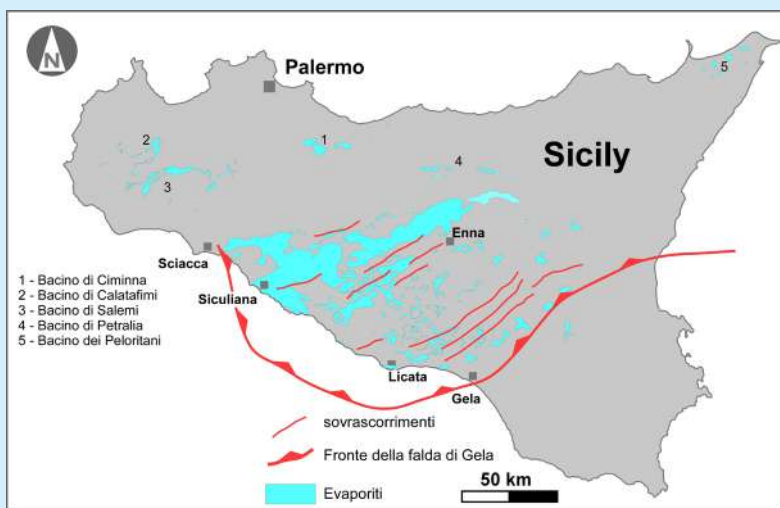 N
Palermo
5
2
1
3
4
Sicily
Enna
Sciacca
1 - Bacino di Ciminna
2 - Bacino di Calatafimi
3 - Bacino di Salemi
4 - Bacino di Petralia
5 - Bacino dei Peloritani
Siculiana
Licata
Gela
sovrascorrimenti
Fronte della falda di Gela
Evaporiti
50 km